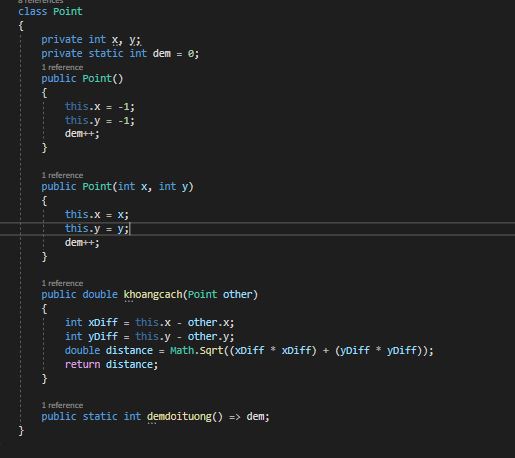 8 references
class Point
{
private int x, y;
private static int dem = 0;
1 reference
public Point()
{
this.x = -1;
this.y = -1;
dem++;
}
1 reference
public Point(int x, int y)
{
this.x = x;
this.y = y;
dem++;
}
1 reference
public double khoangcach(Point other)
{
int xDiff = this.x - other.x;
int yDiff = this.y - other.y;
double distance = Math.Sqrt((xDiff * xDiff) + (yDiff * yDiff));
return distance;
}
1 reference
public static int demdoituong() => dem;
}